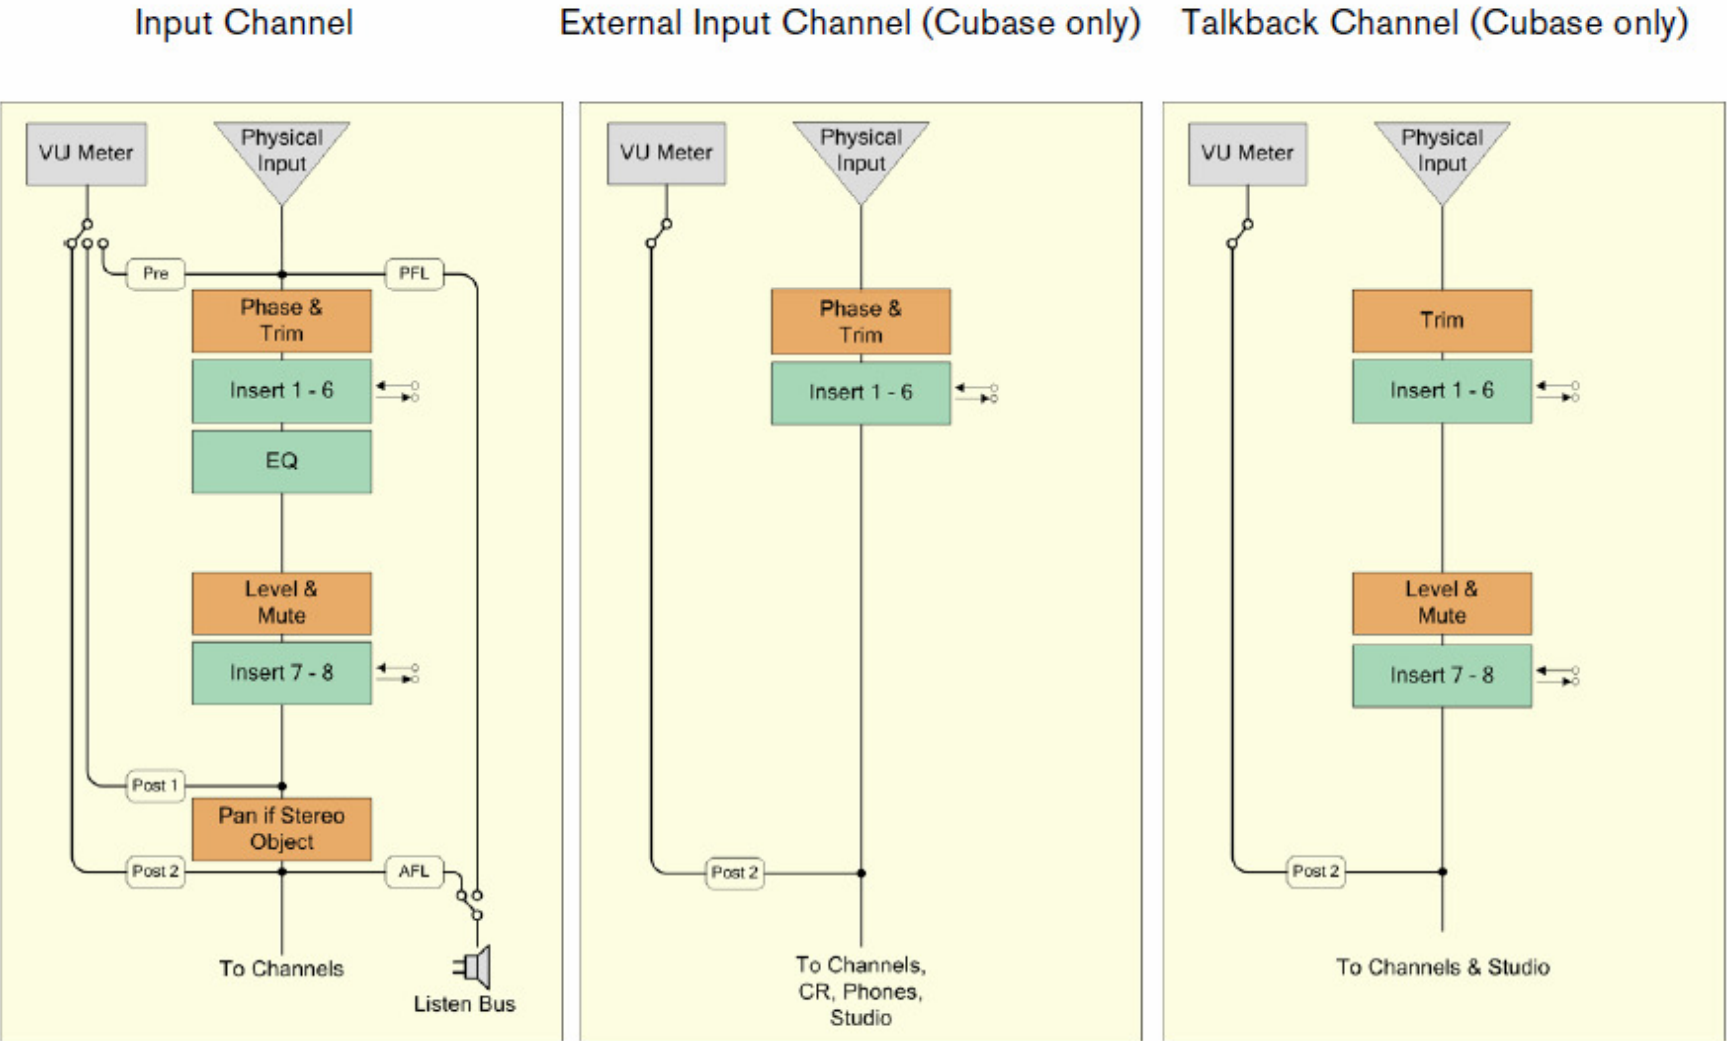 Input Channel
VU Meter
Physical
Input
Pre
PFL
Phase &
Trim
Insert 1 - 6
EQ
Level &
Mute
Insert 7 - 8
Post 1
Pan if Stereo
Object
Post 2
AFL
To Channels
Listen Bus
External Input Channel (Cubase only)
VU Meter
Physical
Input
Phase &
Trim
Insert 1 - 6
Post 2
To Channels,
CR, Phones,
Studio
Talkback Channel (Cubase only)
VU Meter
Physical
Input
Trim
Insert 1 - 6
Level &
Mute
Insert 7 - 8
Post 2
To Channels & Studio